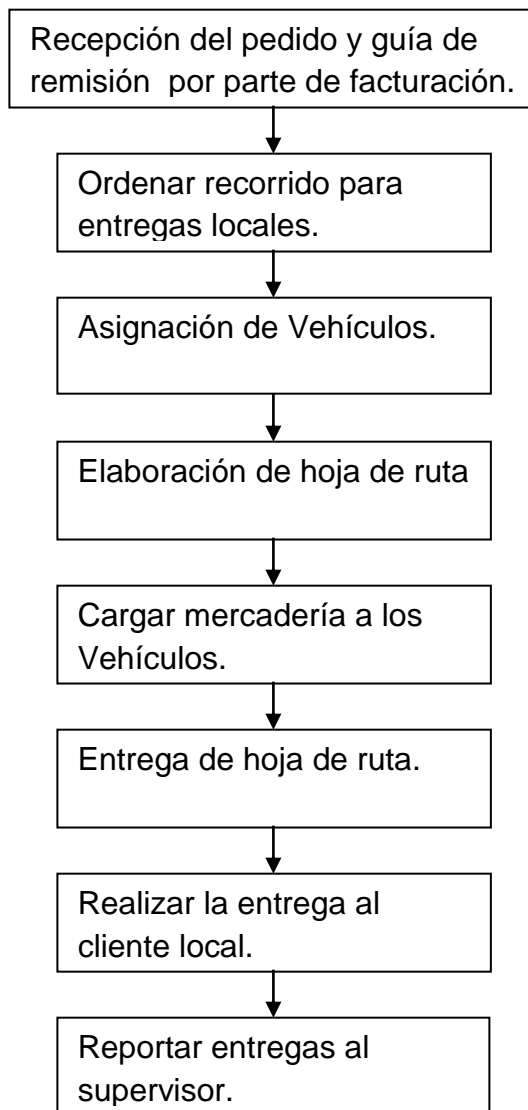 Recepción del pedido y guía de
remisión  por parte de facturación.
Ordenar recorrido para
entregas locales.
Asignación de Vehículos.
Elaboración de hoja de ruta
Cargar mercadería a los
Vehículos.
Entrega de hoja de ruta.
Realizar la entrega al
cliente local.
Reportar entregas al
supervisor.